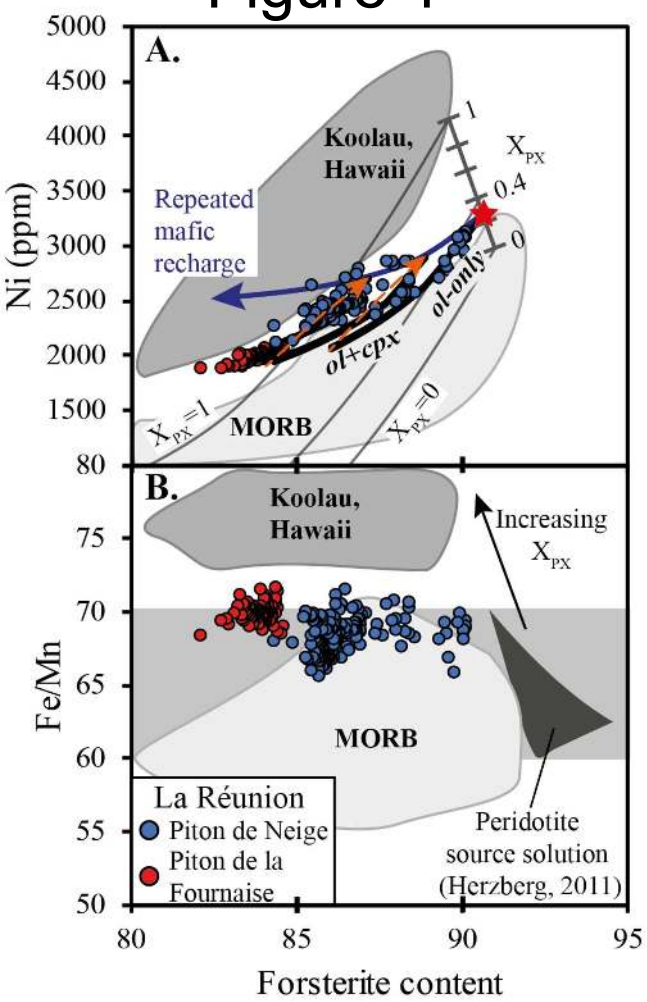 Figure 4
A.
5000
4500
4000
3500
3000
2500
2000
1500
80
Ni (ppm)
Koolau,
Hawaii
1
X_PX
0.4
0
Repeated
mafic
recharge
ol-only
ol+cpx
X_PX=1
MORB
X_PX=0
B.
75
70
65
60
55
50
Fe/Mn
Koolau,
Hawaii
Increasing
X_PX
MORB
La Réunion
Piton de Neige
Piton de la
Fournaise
Peridotite
source solution
(Herzberg, 2011)
80
85
90
95
Forsterite content